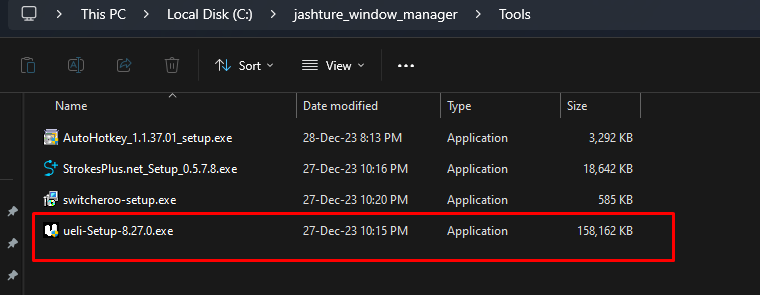 This PC > Local Disk (C:) > jashture_window_manager > Tools
Sort View
Name Date modified Type Size
AutoHotkey_1.1.37.01_setup.exe 28-Dec-23 8:13 PM Application 3,292 KB
StrokesPlus.net_Setup_0.5.7.8.exe 27-Dec-23 10:16 PM Application 18,642 KB
switcheroo-setup.exe 27-Dec-23 10:20 PM Application 585 KB
ueli-Setup-8.27.0.exe 27-Dec-23 10:15 PM Application 158,162 KB